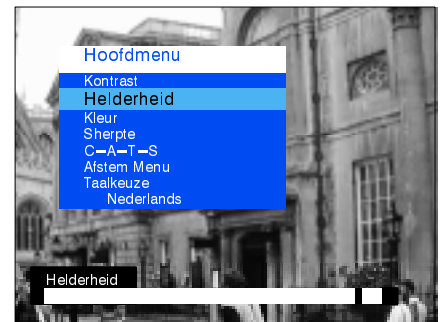 Hoofdmenu
Kontrast
Helderheid
Kleur
Sherpte
C–A–T–S
Afstem Menu
Taalkeuze
Nederlands
Helderheid